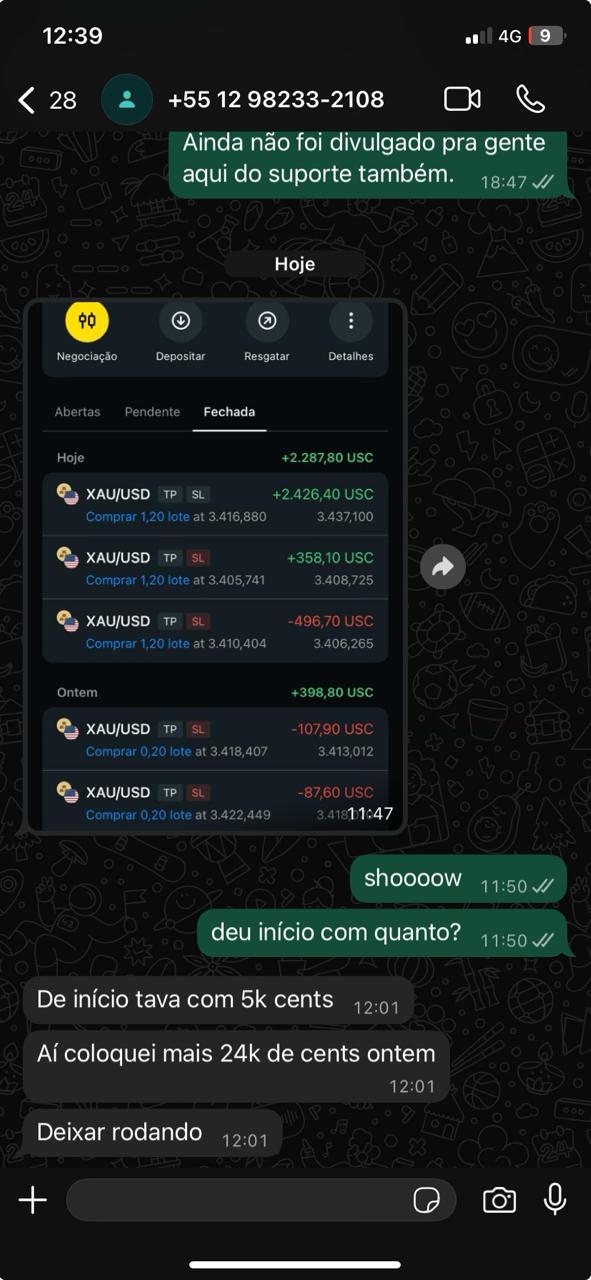 12:39
4G 9
28
+55 12 98233-2108
Ainda não foi divulgado pra gente
aqui do suporte também. 18:47
Hoje
Negociação Depositar Resgatar Detalhes
Abertas Pendente Fechada
Hoje +2.287,80 USC
XAU/USD TP SL +2.426,40 USC
Comprar 1,20 lote at 3.416,880 3.437,100
XAU/USD TP SL +358,10 USC
Comprar 1,20 lote at 3.405,741 3.408,725
XAU/USD TP SL -496,70 USC
Comprar 1,20 lote at 3.410,404 3.406,265
Ontem +398,80 USC
XAU/USD TP SL -107,90 USC
Comprar 0,20 lote at 3.418,407 3.413,012
XAU/USD TP SL -87,60 USC
Comprar 0,20 lote at 3.422,449
11:47
shoooow 11:50
deu início com quanto? 11:50
De início tava com 5k cents 12:01
Aí coloquei mais 24k de cents ontem
12:01
Deixar rodando 12:01